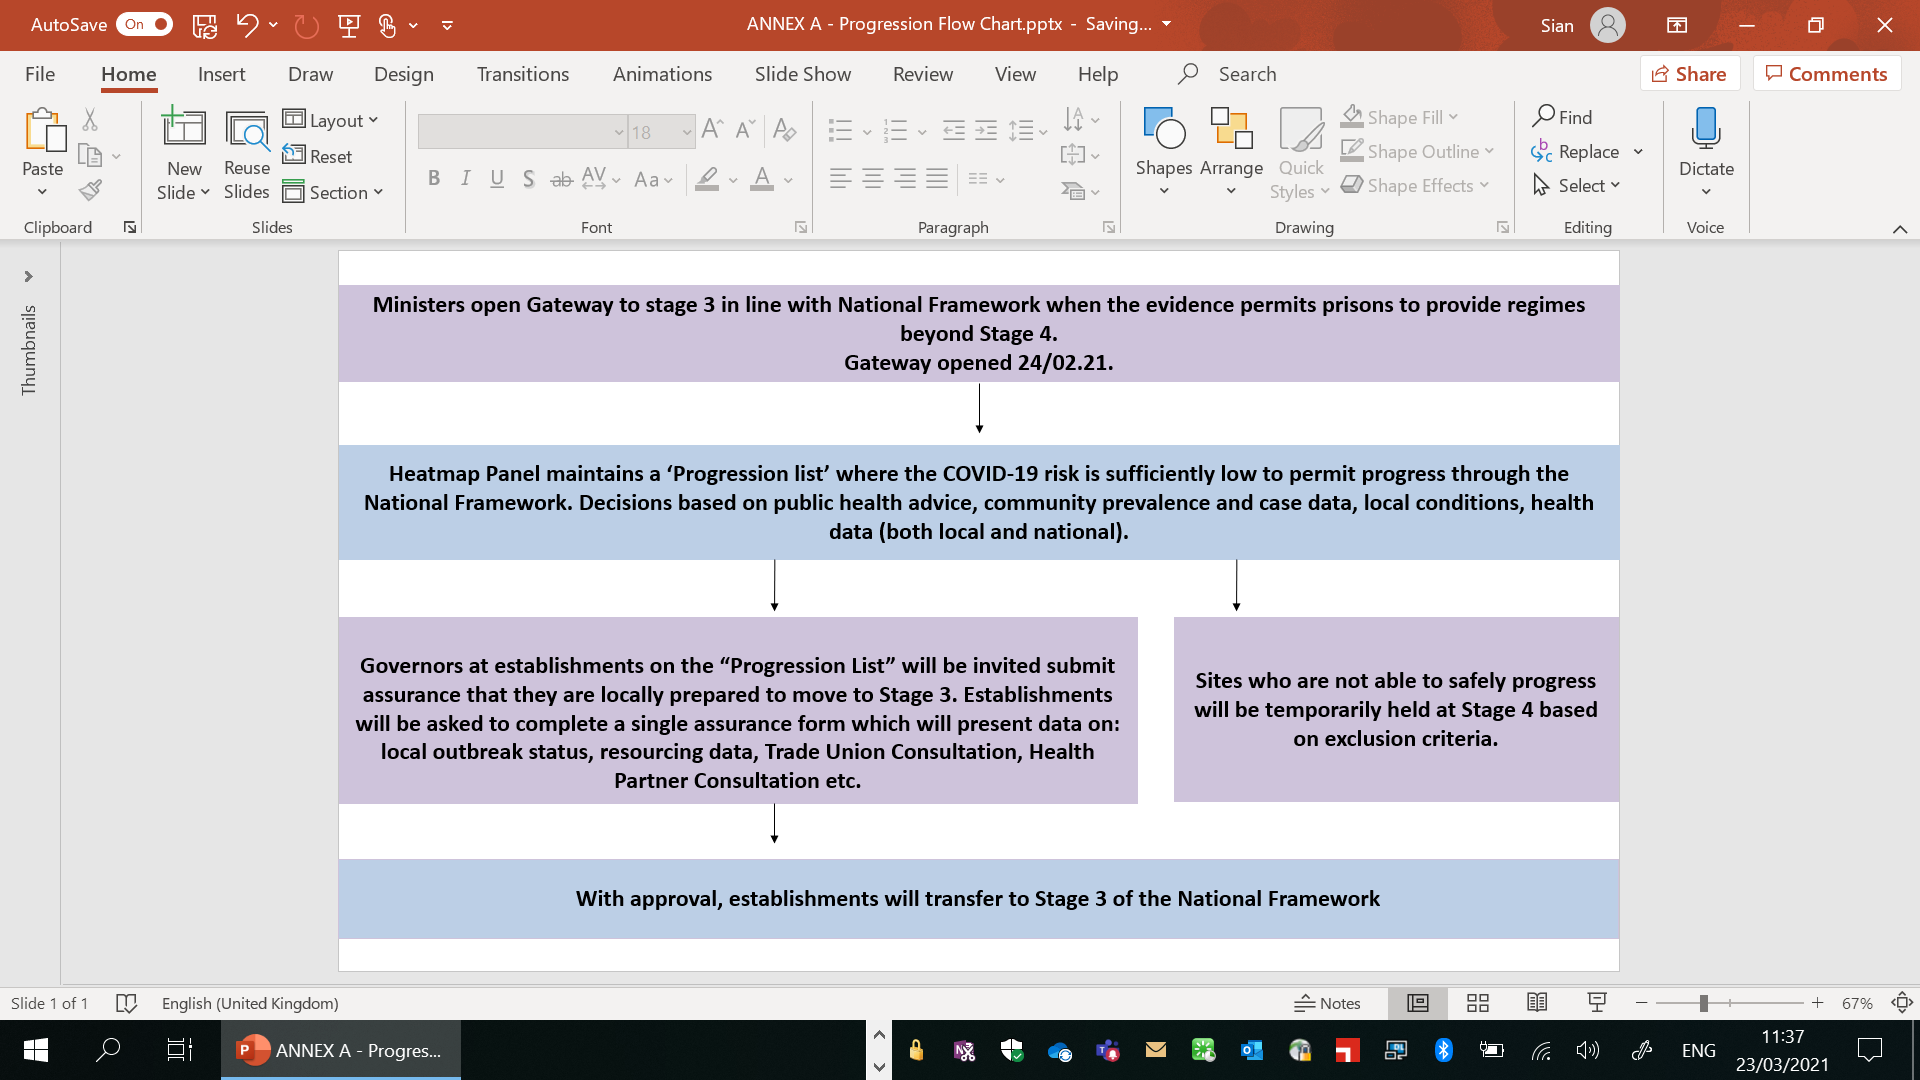 AutoSave On
ANNEX A - Progression Flow Chart.pptx - Saving...
Sian
File Home Insert Draw Design Transitions Animations Slide Show Review View Help Search
Share Comments
Paste
New Slide
Reuse Slides
Layout
Reset
Section
18
B I U S ab AV Aa A
Shapes Arrange Quick Styles
Shape Fill
Shape Outline
Shape Effects
Find
Replace
Select
Dictate
Clipboard Slides Font Paragraph Drawing Editing Voice
Thumbnails
Ministers open Gateway to stage 3 in line with National Framework when the evidence permits prisons to provide regimes
beyond Stage 4.
Gateway opened 24/02.21.
Heatmap Panel maintains a ‘Progression list’ where the COVID-19 risk is sufficiently low to permit progress through the
National Framework. Decisions based on public health advice, community prevalence and case data, local conditions, health
data (both local and national).
Governors at establishments on the “Progression List” will be invited submit
assurance that they are locally prepared to move to Stage 3. Establishments
will be asked to complete a single assurance form which will present data on:
local outbreak status, resourcing data, Trade Union Consultation, Health
Partner Consultation etc.
Sites who are not able to safely progress
will be temporarily held at Stage 4 based
on exclusion criteria.
With approval, establishments will transfer to Stage 3 of the National Framework
Slide 1 of 1 English (United Kingdom)
Notes
67%
ANNEX A - Progres...
ENG
11:37
23/03/2021